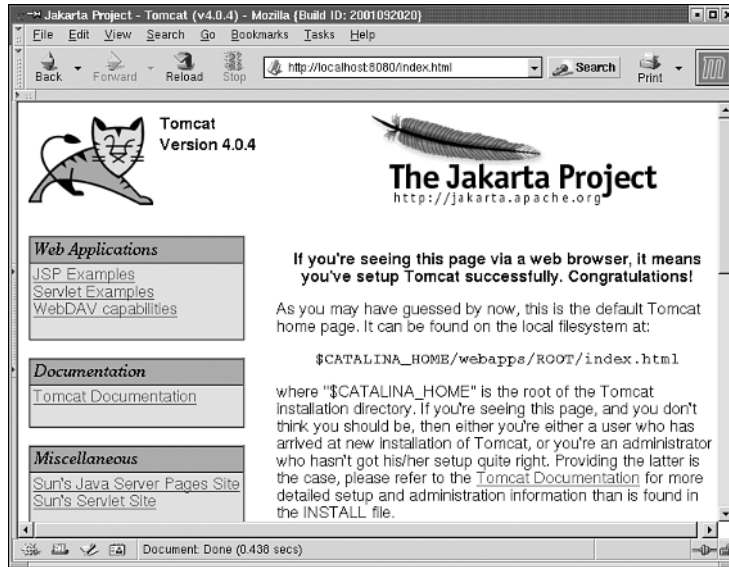 Jakarta Project - Tomcat (v4.0.4) - Mozilla {Build ID: 2001092020}
File Edit View Search Go Bookmarks Tasks Help
Back Forward Reload Stop http://localhost:8080/index.html Search Print
Tomcat
Version 4.0.4
The Jakarta Project
http://jakarta.apache.org
Web Applications
JSP Examples
Servlet Examples
WebDAV capabilities
Documentation
Tomcat Documentation
Miscellaneous
Sun's Java Server Pages Site
Sun's Servlet Site
If you're seeing this page via a web browser, it means
you've setup Tomcat successfully. Congratulations!
As you may have guessed by now, this is the default Tomcat
home page. It can be found on the local filesystem at:
$CATALINA_HOME/webapps/ROOT/index.html
where "$CATALINA_HOME" is the root of the Tomcat
installation directory. If you're seeing this page, and you don't
think you should be, then either you're either a user who has
arrived at new installation of Tomcat, or you're an administrator
who hasn't got his/her setup quite right. Providing the latter is
the case, please refer to the Tomcat Documentation for more
detailed setup and administration information than is found in
the INSTALL file.
Document: Done (0.438 secs)